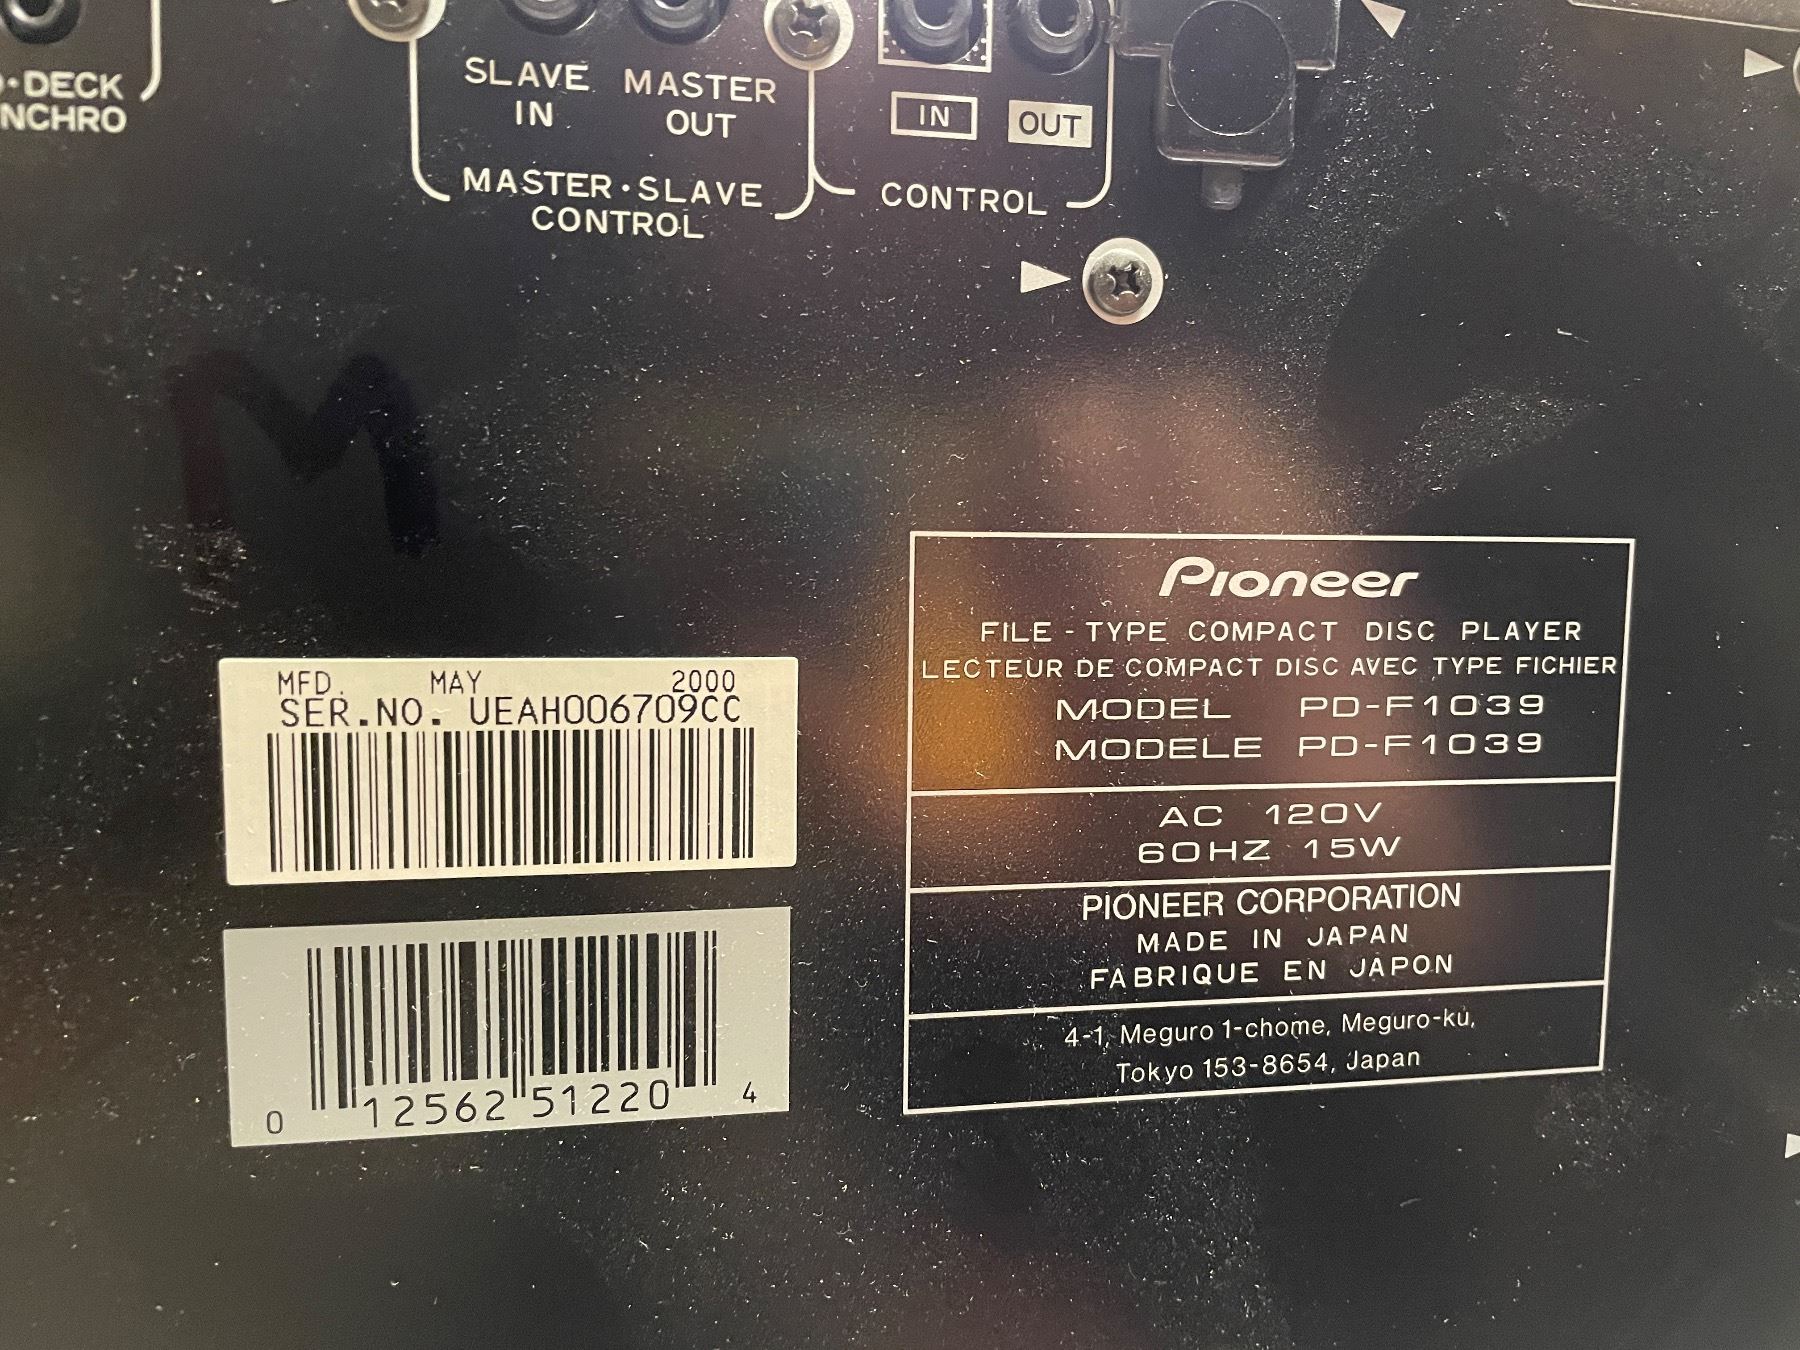 DECK
NCHRO
SLAVE MASTER
IN OUT
MASTER·SLAVE
CONTROL
IN OUT
CONTROL
M
MFD. MAY 2000
SER.NO. UEAH006709CC
0 12562 51220 4
Pioneer
FILE-TYPE COMPACT DISC PLAYER
LECTEUR DE COMPACT DISC AVEC TYPE FICHIER
MODEL PD-F1039
MODELE PD-F1039
AC 120V
60HZ 15W
PIONEER CORPORATION
MADE IN JAPAN
FABRIQUE EN JAPON
4-1, Meguro 1-chome, Meguro-ku,
Tokyo 153-8654, Japan